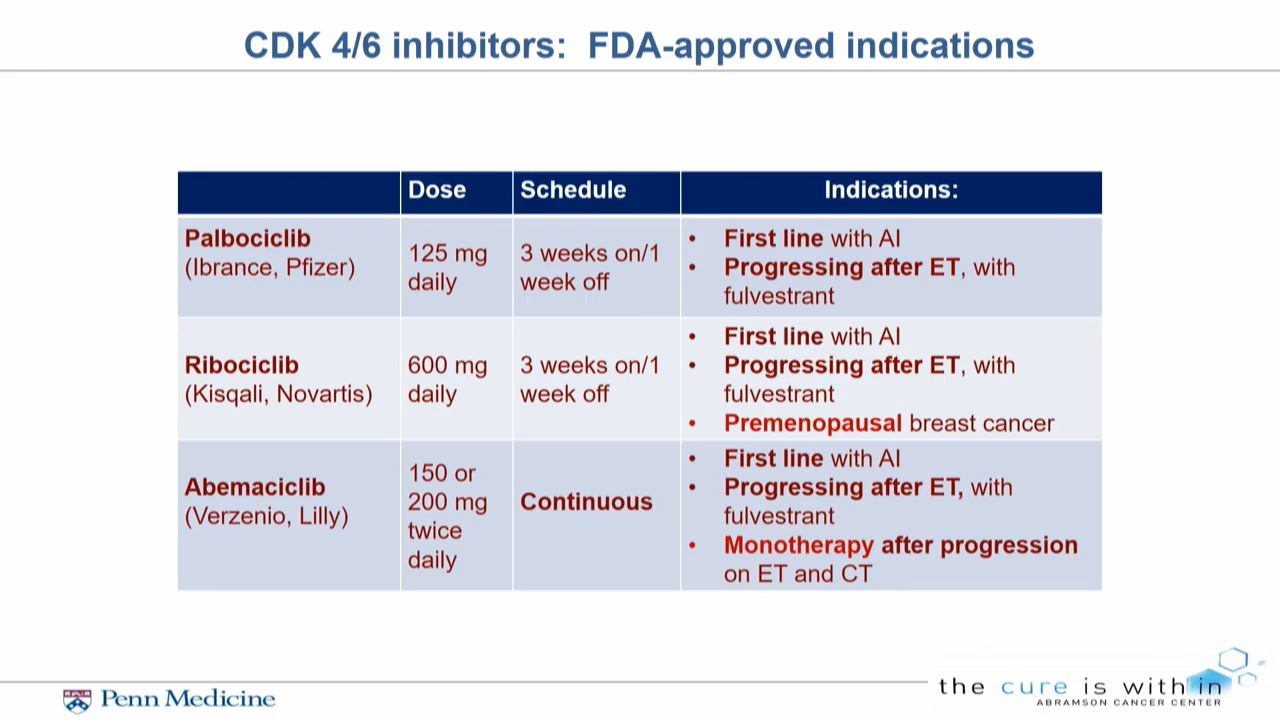 CDK 4/6 inhibitors:  FDA-approved indications
Dose
Schedule
Indications:
Palbociclib
(Ibrance, Pfizer)
125 mg
daily
3 weeks on/1
week off
• First line with AI
• Progressing after ET, with
fulvestrant
Ribociclib
(Kisqali, Novartis)
600 mg
daily
3 weeks on/1
week off
• First line with AI
• Progressing after ET, with
fulvestrant
• Premenopausal breast cancer
Abemaciclib
(Verzenio, Lilly)
150 or
200 mg
twice
daily
Continuous
• First line with AI
• Progressing after ET, with
fulvestrant
• Monotherapy after progression
on ET and CT
Penn Medicine
the cure is within
ABRAMSON CANCER CENTER